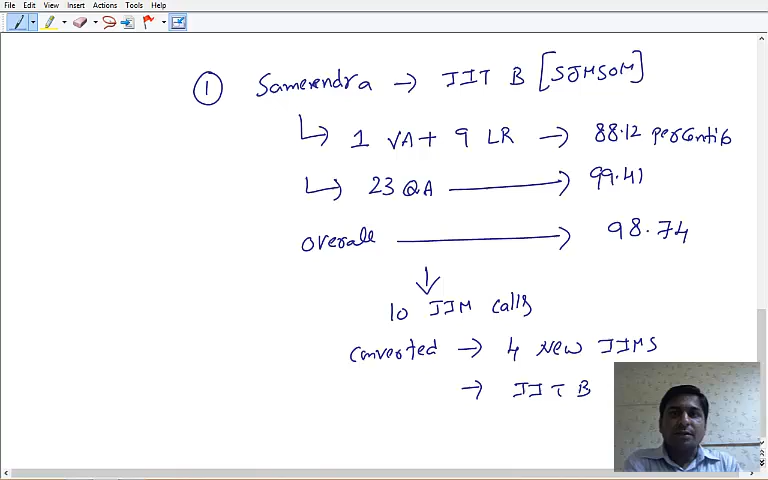 File Edit View Insert Actions Tools Help
1 Samerendra → IIT B [SJMSOM]
↳ 1 VA + 9 LR → 88.12 percentile
↳ 23 QA → 99.41
overall → 98.74
↓
10 IIM calls
converted → 4 New IIMS
→ IIT B